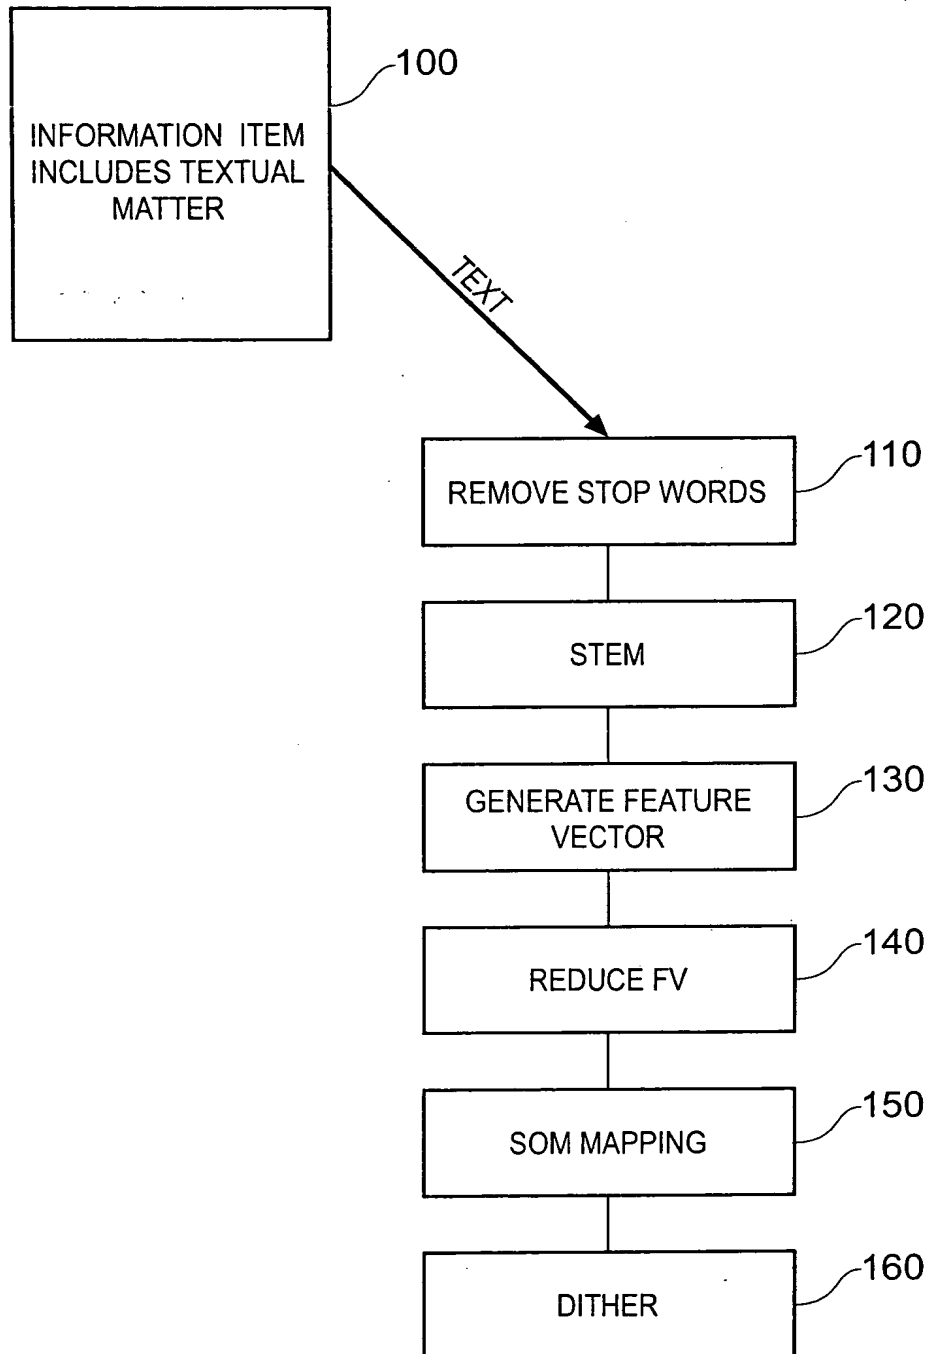 100
INFORMATION ITEM
INCLUDES TEXTUAL
MATTER
TEXT
110
REMOVE STOP WORDS
120
STEM
130
GENERATE FEATURE
VECTOR
140
REDUCE FV
150
SOM MAPPING
160
DITHER